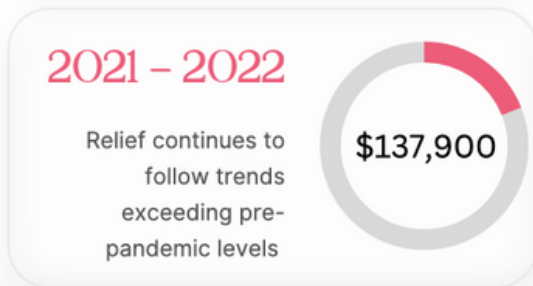 2021 – 2022
Relief continues to
follow trends
exceeding pre-
pandemic levels
$137,900